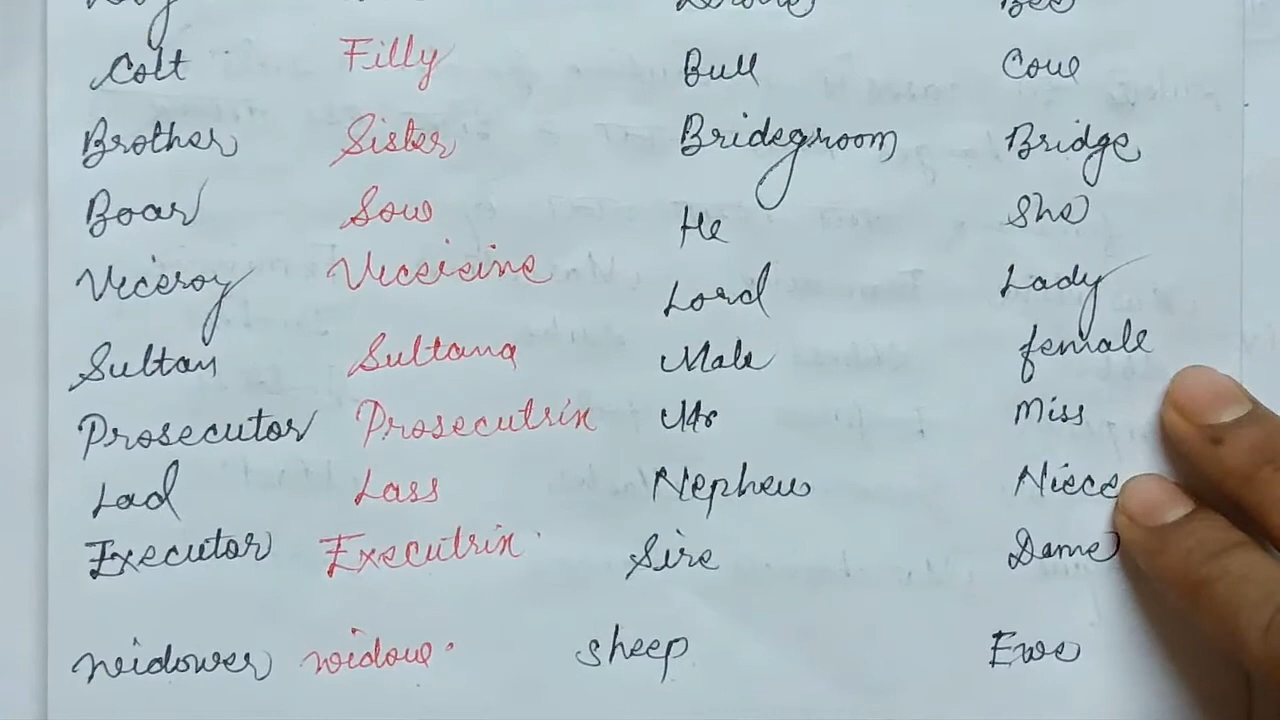 Colt Filly Bull Cow
Brother Sister Bridegroom Bridge
Boar Sow He She
Viceroy Viceicine Lord Lady
Sultan Sultana Male female
Prosecutor Prosecutrix Mr Miss
Lad Lass Nephew Niece
Executor Executrix Sire Dame
widower widow sheep Ewe